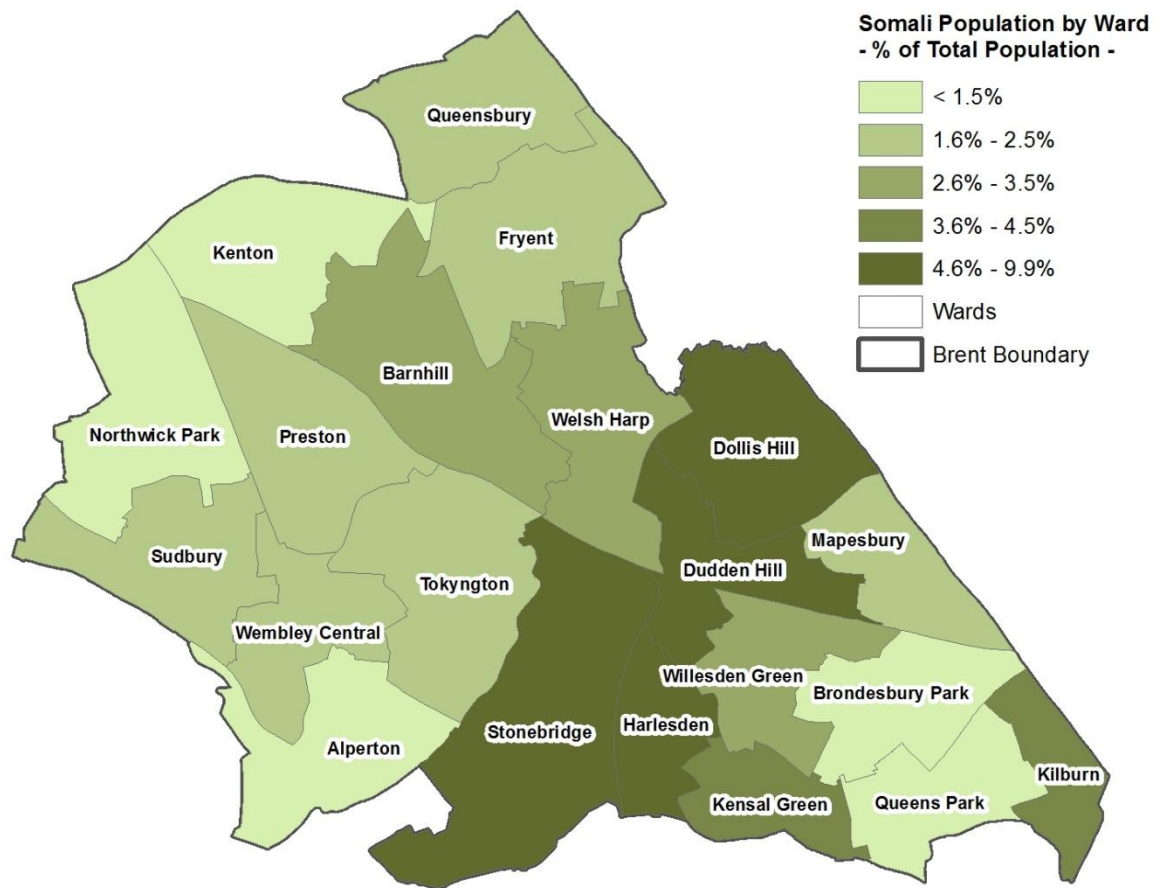 Somali Population by Ward
- % of Total Population -
< 1.5%
1.6% - 2.5%
2.6% - 3.5%
3.6% - 4.5%
4.6% - 9.9%
Wards
Brent Boundary
Queensbury
Kenton
Fryent
Barnhill
Northwick Park
Preston
Welsh Harp
Dollis Hill
Sudbury
Mapesbury
Tokyngton
Dudden Hill
Wembley Central
Willesden Green
Brondesbury Park
Alperton
Stonebridge
Harlesden
Kensal Green
Queens Park
Kilburn